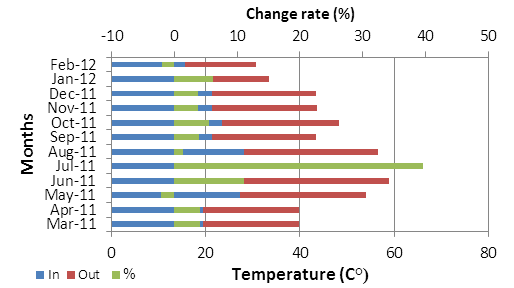 Change rate (%)
-10 0 10 20 30 40 50
Feb-12
Jan-12
Dec-11
Nov-11
Oct-11
Sep-11
Aug-11
Jul-11
Jun-11
May-11
Apr-11
Mar-11
Months
0 20 40 60 80
In Out % Temperature (C°)